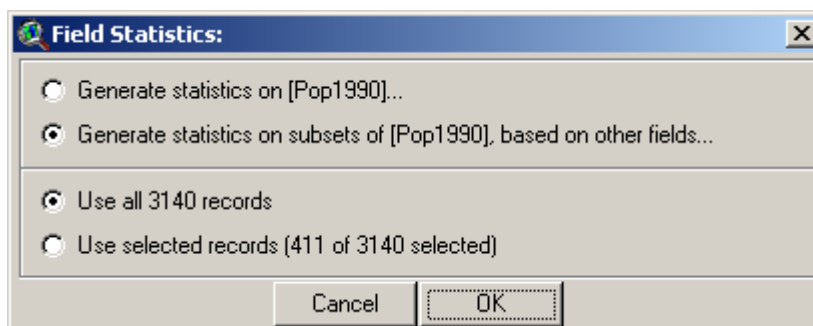 Field Statistics:
Generate statistics on [Pop1990]...
Generate statistics on subsets of [Pop1990], based on other fields...
Use all 3140 records
Use selected records (411 of 3140 selected)
Cancel OK